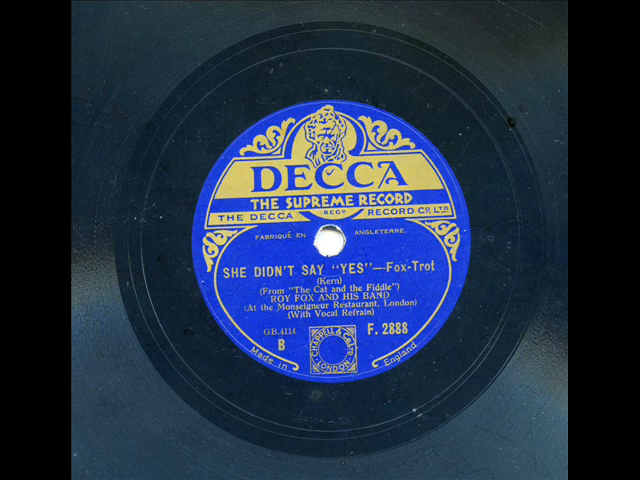 DECCA
THE SUPREME RECORD
THE DECCA REGD RECORD CO. LTD.
FABRIQUÉ EN ANGLETERRE.
SHE DIDN'T SAY "YES"—Fox-Trot
(Kern)
(From "The Cat and the Fiddle")
ROY FOX AND HIS BAND
(At the Monseigneur Restaurant, London)
(With Vocal Refrain)
GB.4114
F. 2888
B
CHAPPELL & CO. LTD. LONDON
Made in England